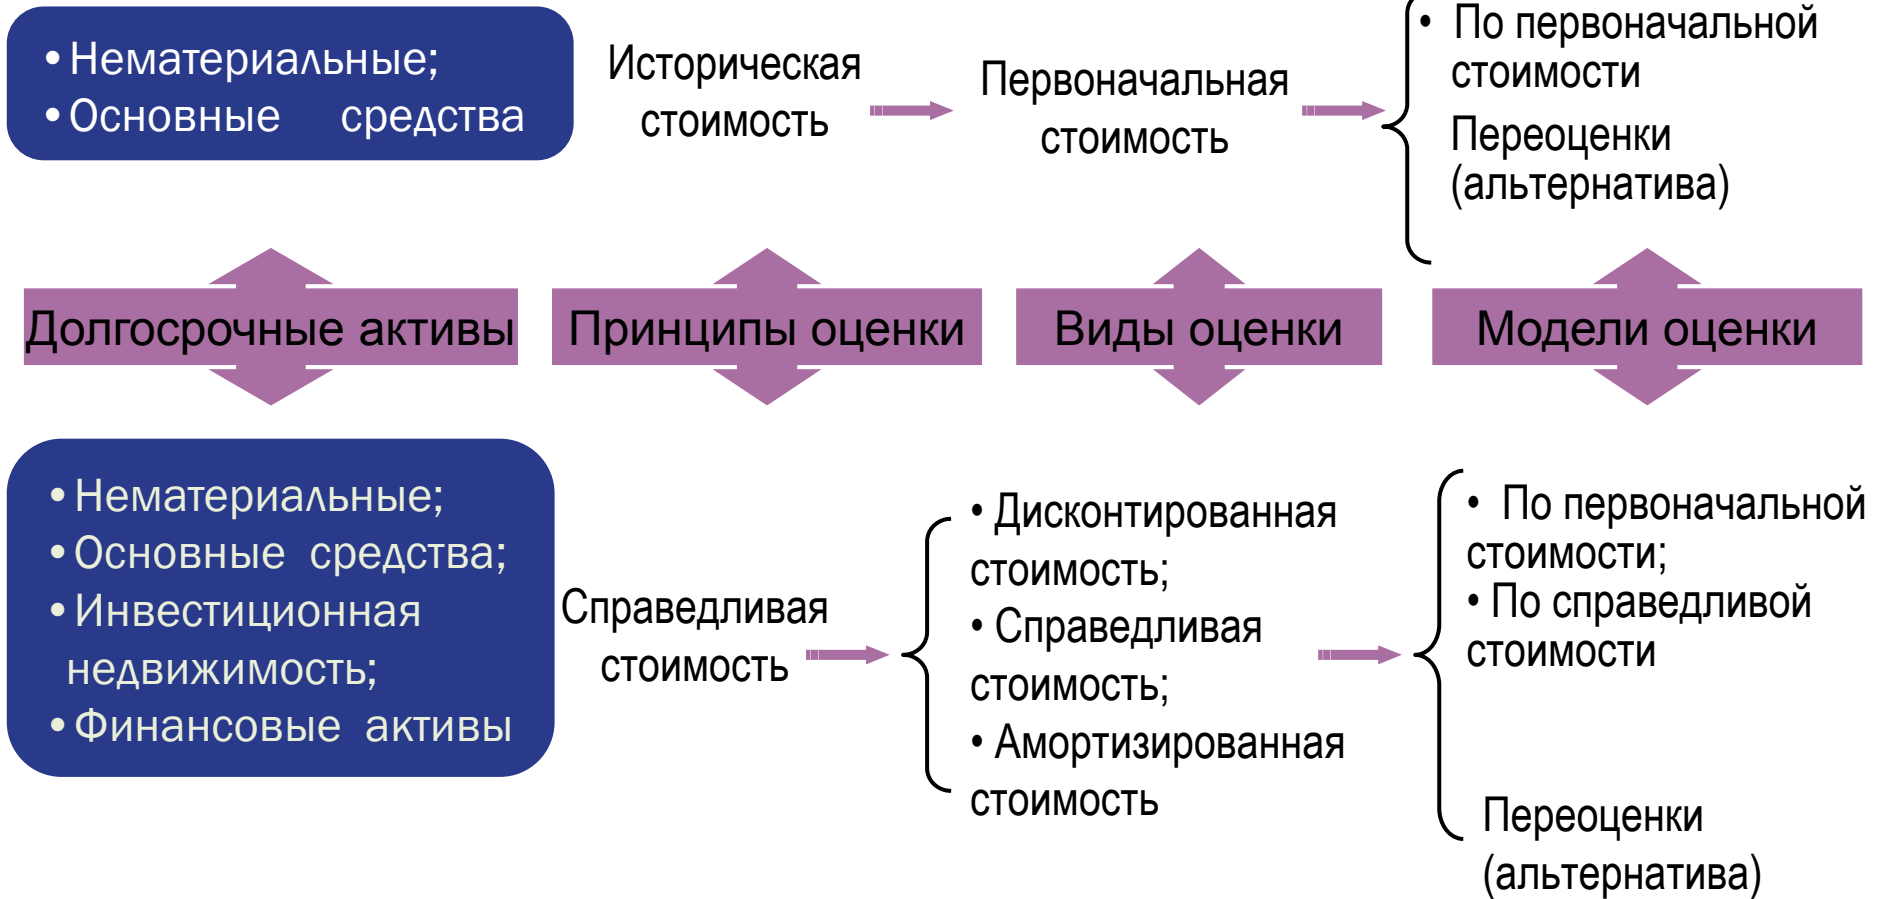 • Нематериальные;
• Основные средства
Историческая
стоимость
Первоначальная
стоимость
• По первоначальной
стоимости
Переоценки
(альтернатива)
Долгосрочные активы
Принципы оценки
Виды оценки
Модели оценки
• Нематериальные;
• Основные средства;
• Инвестиционная
недвижимость;
• Финансовые активы
Справедливая
стоимость
• Дисконтированная
стоимость;
• Справедливая
стоимость;
• Амортизированная
стоимость
• По первоначальной
стоимости;
• По справедливой
стоимости
Переоценки
(альтернатива)